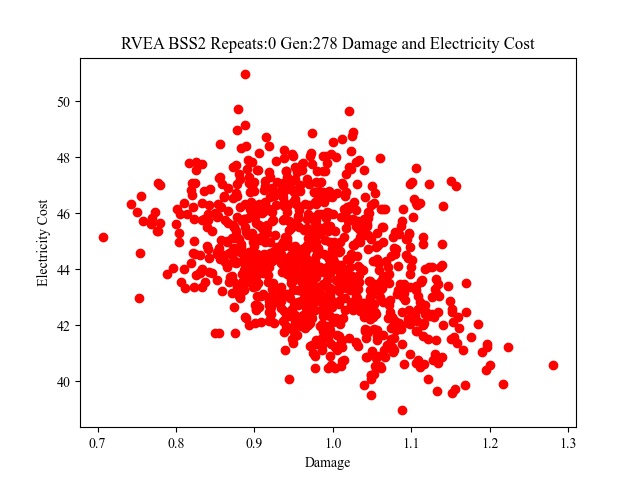 RVEA BSS2 Repeats:0 Gen:278 Damage and Electricity Cost
50
48
46
44
42
40
Electricity Cost
0.7 0.8 0.9 1.0 1.1 1.2 1.3
Damage